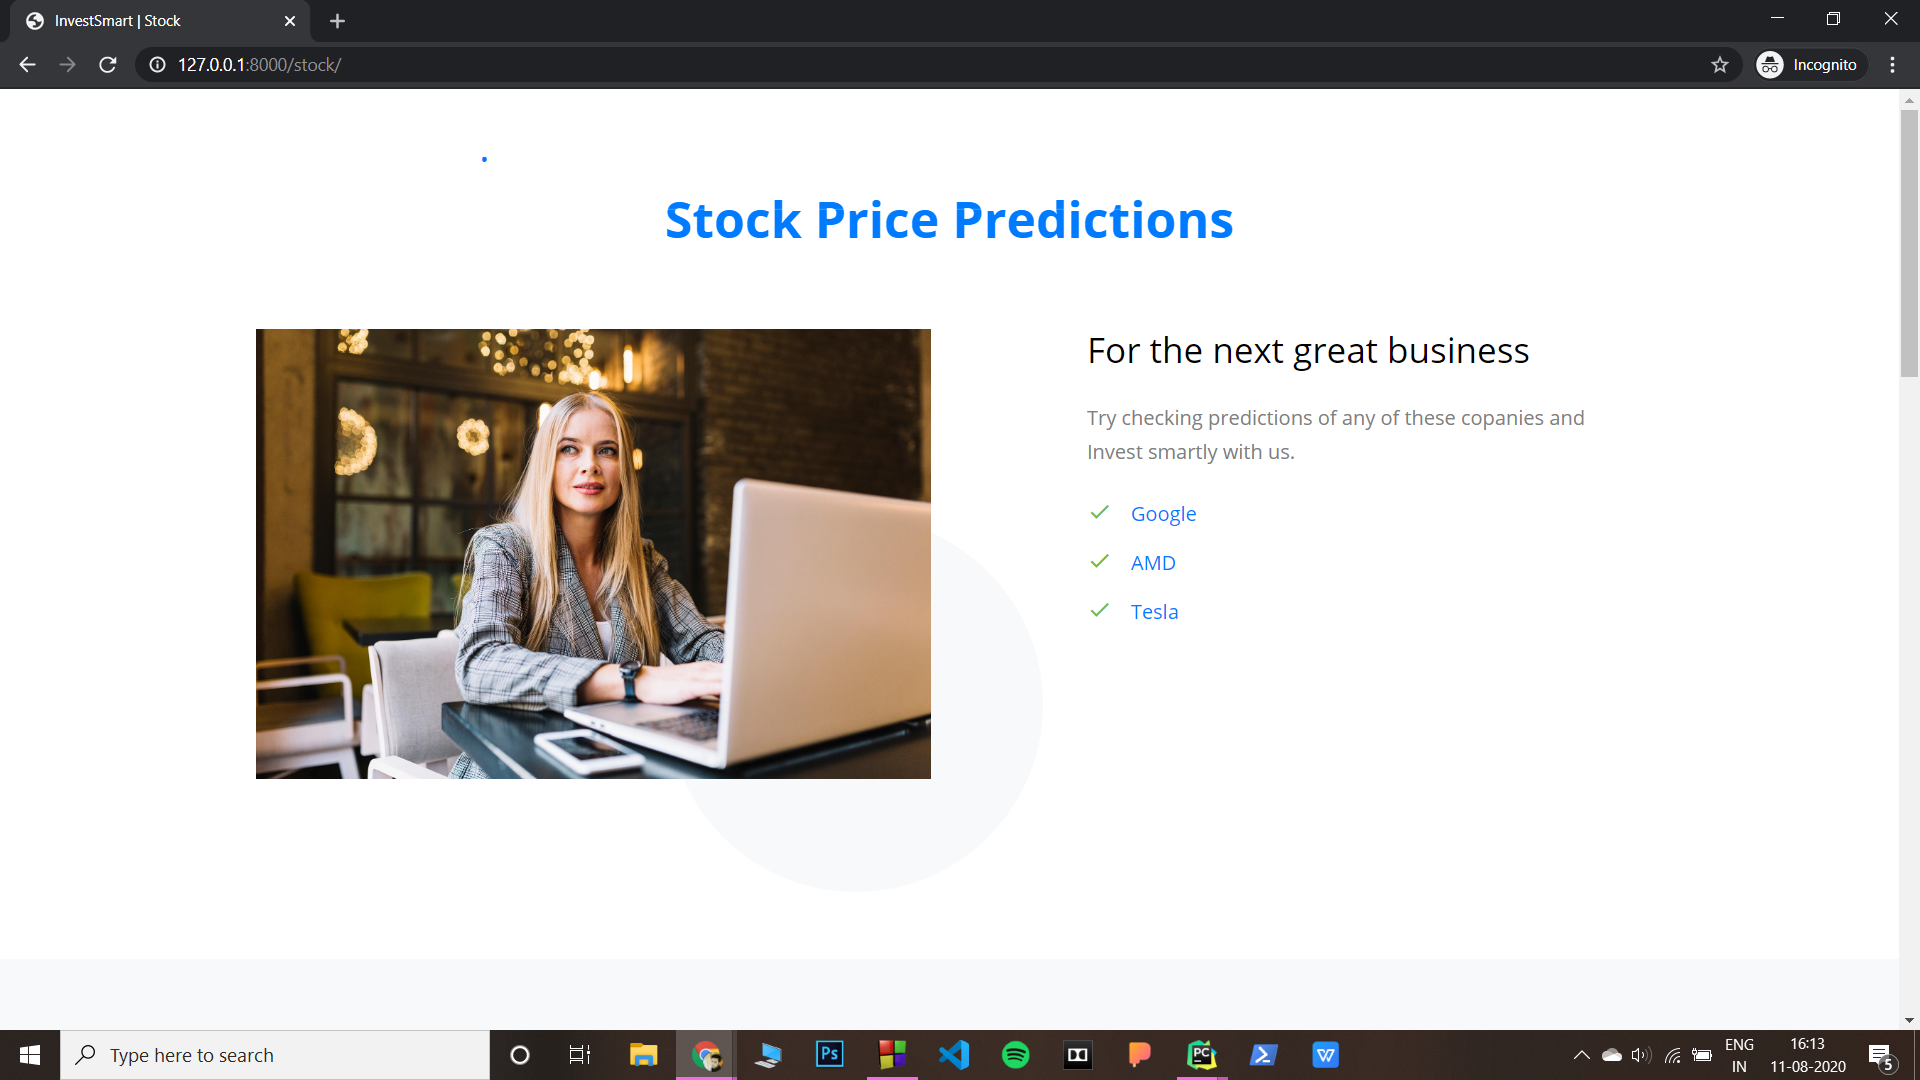 InvestSmart | Stock
127.0.0.1:8000/stock/
Incognito
Stock Price Predictions
For the next great business
Try checking predictions of any of these copanies and
Invest smartly with us.
Google
AMD
Tesla
Type here to search
Ps
PC
W
ENG
IN
16:13
11-08-2020
5